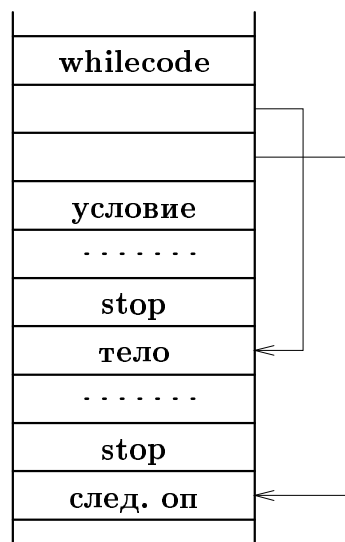 whilecode
условие
- - - - - - -
stop
тело
- - - - - - -
stop
след. оп